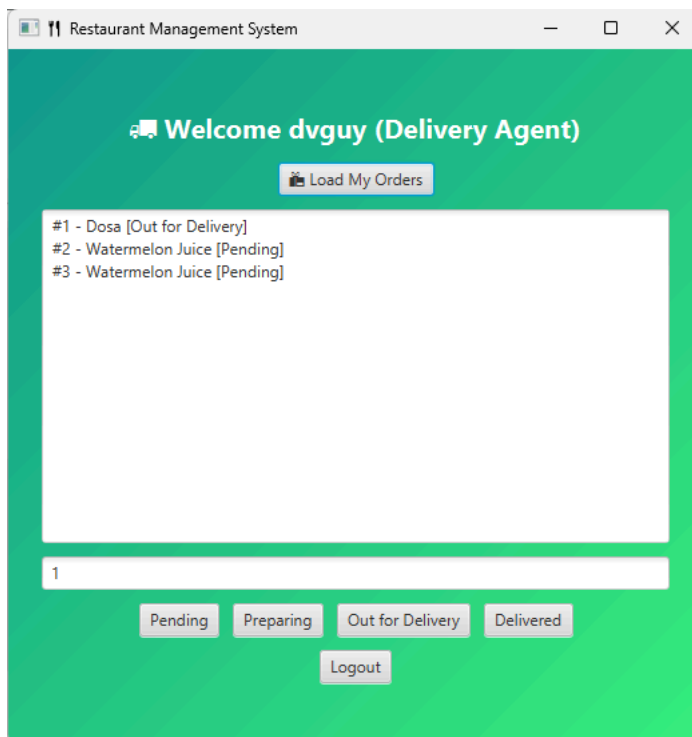 Restaurant Management System
Welcome dvguy (Delivery Agent)
Load My Orders
#1 - Dosa [Out for Delivery]
#2 - Watermelon Juice [Pending]
#3 - Watermelon Juice [Pending]
1
Pending Preparing Out for Delivery Delivered
Logout